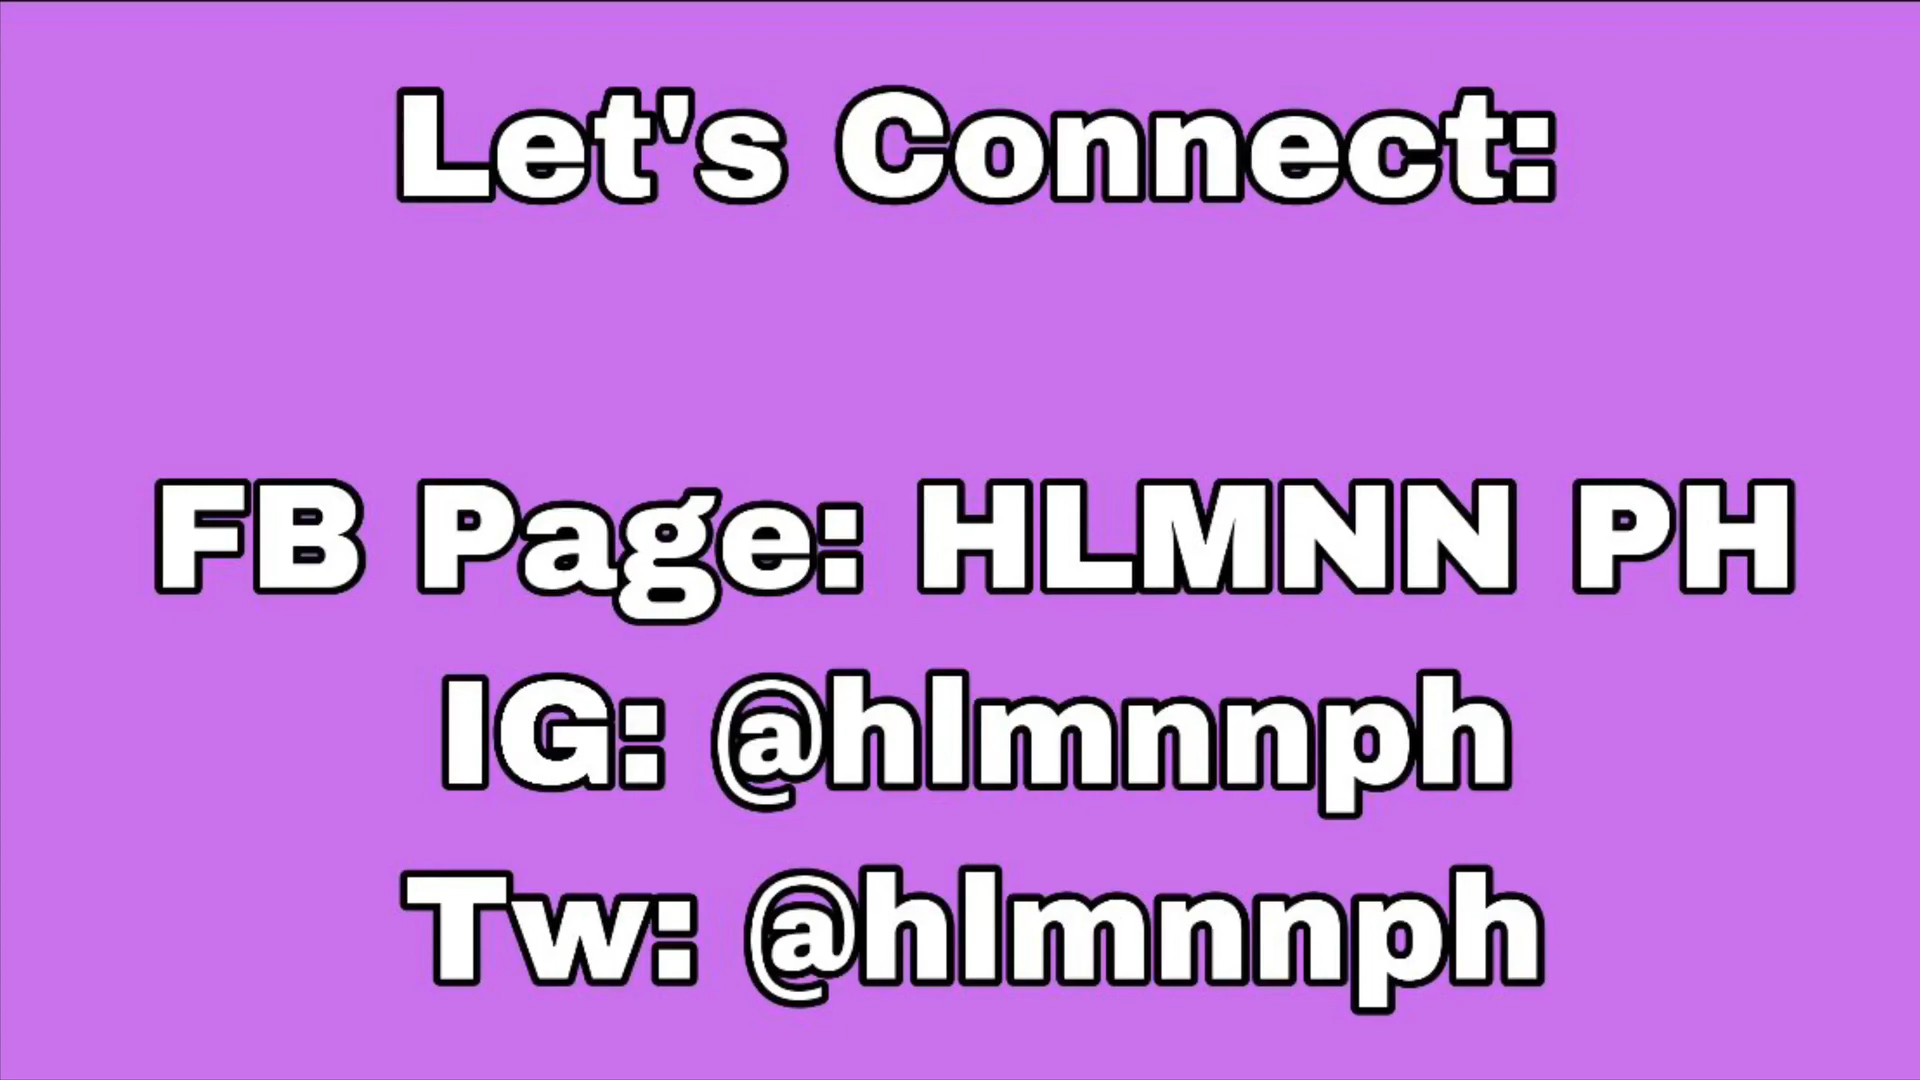 Let's Connect:
FB Page: HLMNN PH
IG: @hlmnnph
Tw: @hlmnnph